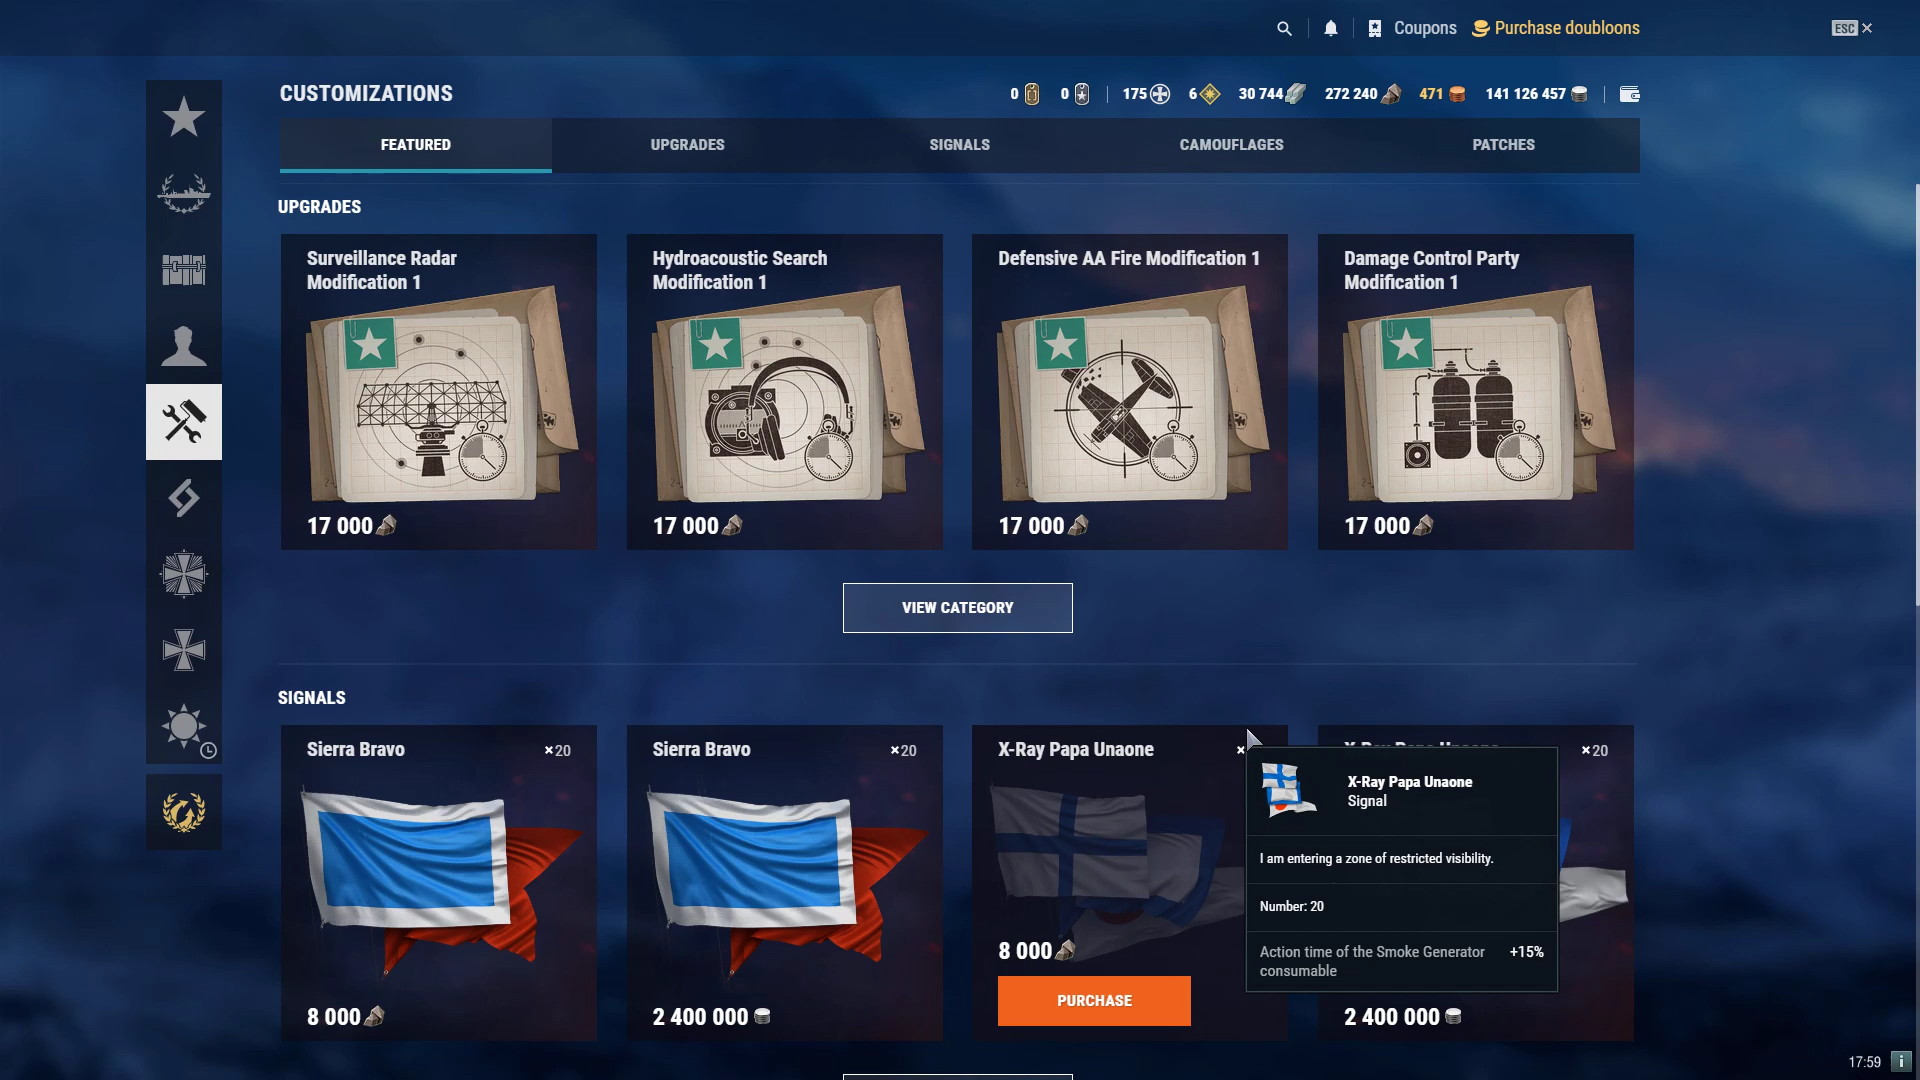 Coupons
Purchase doubloons
ESC
CUSTOMIZATIONS
0
0
175
6
30 744
272 240
471
141 126 457
FEATURED
UPGRADES
SIGNALS
CAMOUFLAGES
PATCHES
UPGRADES
Surveillance Radar
Modification 1
17 000
Hydroacoustic Search
Modification 1
17 000
Defensive AA Fire Modification 1
17 000
Damage Control Party
Modification 1
17 000
VIEW CATEGORY
SIGNALS
Sierra Bravo
×20
8 000
Sierra Bravo
×20
2 400 000
X-Ray Papa Unaone
×
8 000
PURCHASE
×20
2 400 000
X-Ray Papa Unaone
Signal
I am entering a zone of restricted visibility.
Number: 20
Action time of the Smoke Generator
consumable
+15%
17:59
i